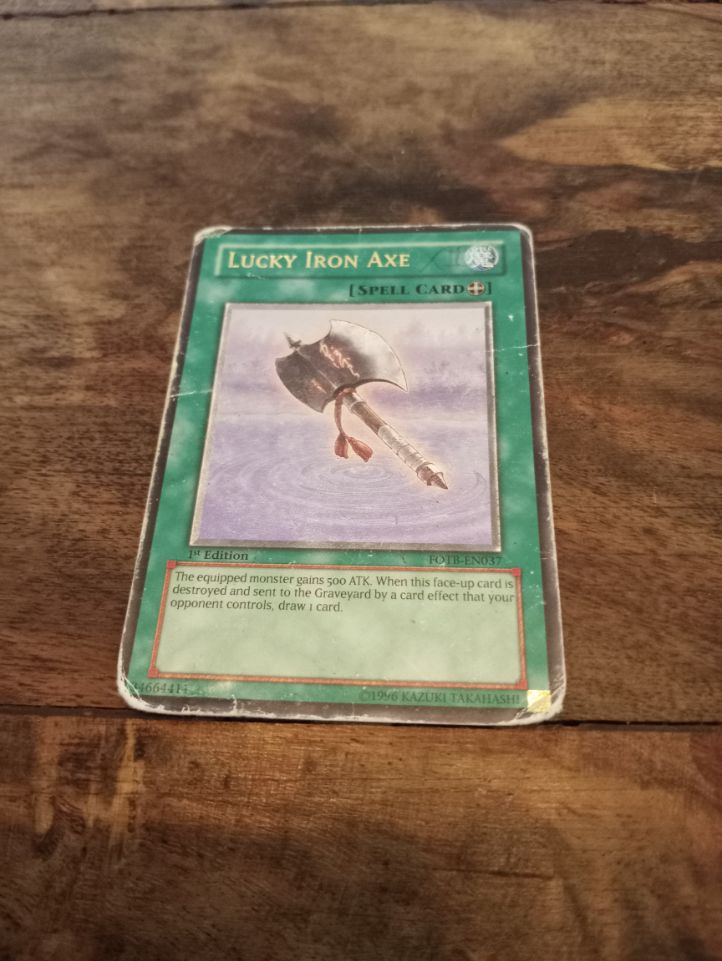 LUCKY IRON AXE
[SPELL CARD]
1st Edition
FOTB-EN037
The equipped monster gains 500 ATK. When this face-up card is
destroyed and sent to the Graveyard by a card effect that your
opponent controls, draw 1 card.
©1996 KAZUKI TAKAHASHI